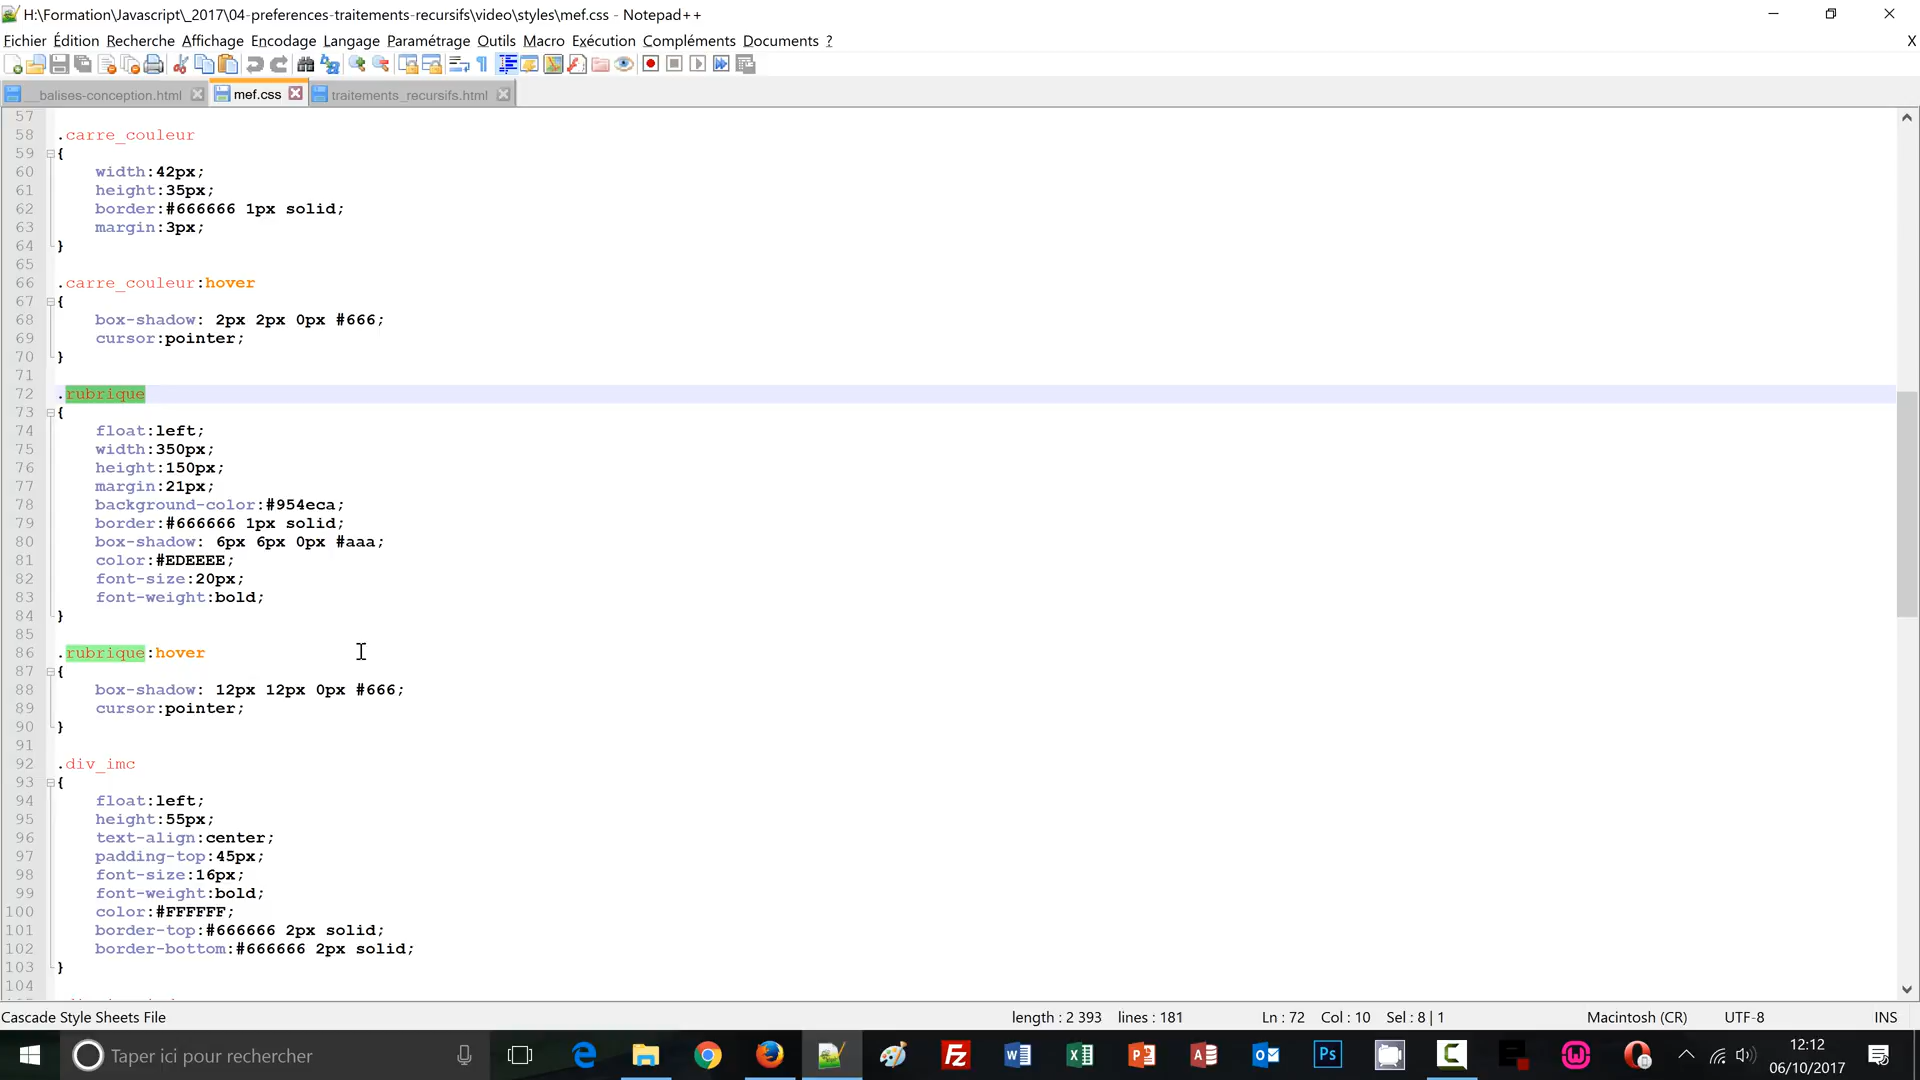 H:\Formation\Javascript\_2017\04-preferences-traitements-recursifs\video\styles\mef.css - Notepad++
Fichier Édition Recherche Affichage Encodage Langage Paramétrage Outils Macro Exécution Compléments Documents ? X
__balises-conception.html mef.css traitements_recursifs.html
57
58 .carre_couleur
59 {
60 width:42px;
61 height:35px;
62 border:#666666 1px solid;
63 margin:3px;
64 }
65
66 .carre_couleur:hover
67 {
68 box-shadow: 2px 2px 0px #666;
69 cursor:pointer;
70 }
71
72 .rubrique
73 {
74 float:left;
75 width:350px;
76 height:150px;
77 margin:21px;
78 background-color:#954eca;
79 border:#666666 1px solid;
80 box-shadow: 6px 6px 0px #aaa;
81 color:#EDEEEE;
82 font-size:20px;
83 font-weight:bold;
84 }
85
86 .rubrique:hover
87 {
88 box-shadow: 12px 12px 0px #666;
89 cursor:pointer;
90 }
91
92 .div_imc
93 {
94 float:left;
95 height:55px;
96 text-align:center;
97 padding-top:45px;
98 font-size:16px;
99 font-weight:bold;
100 color:#FFFFFF;
101 border-top:#666666 2px solid;
102 border-bottom:#666666 2px solid;
103 }
104
Cascade Style Sheets File length : 2 393 lines : 181 Ln : 72 Col : 10 Sel : 8 | 1 Macintosh (CR) UTF-8 INS
Taper ici pour rechercher
12:12
06/10/2017